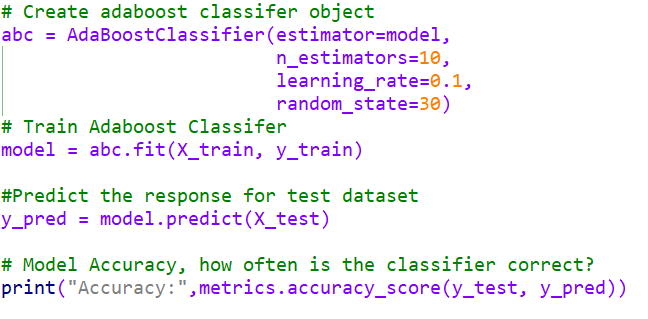 # Create adaboost classifer object
abc = AdaBoostClassifier(estimator=model,
                         n_estimators=10,
                         learning_rate=0.1,
                         random_state=30)
# Train Adaboost Classifer
model = abc.fit(X_train, y_train)

#Predict the response for test dataset
y_pred = model.predict(X_test)

# Model Accuracy, how often is the classifier correct?
print("Accuracy:",metrics.accuracy_score(y_test, y_pred))